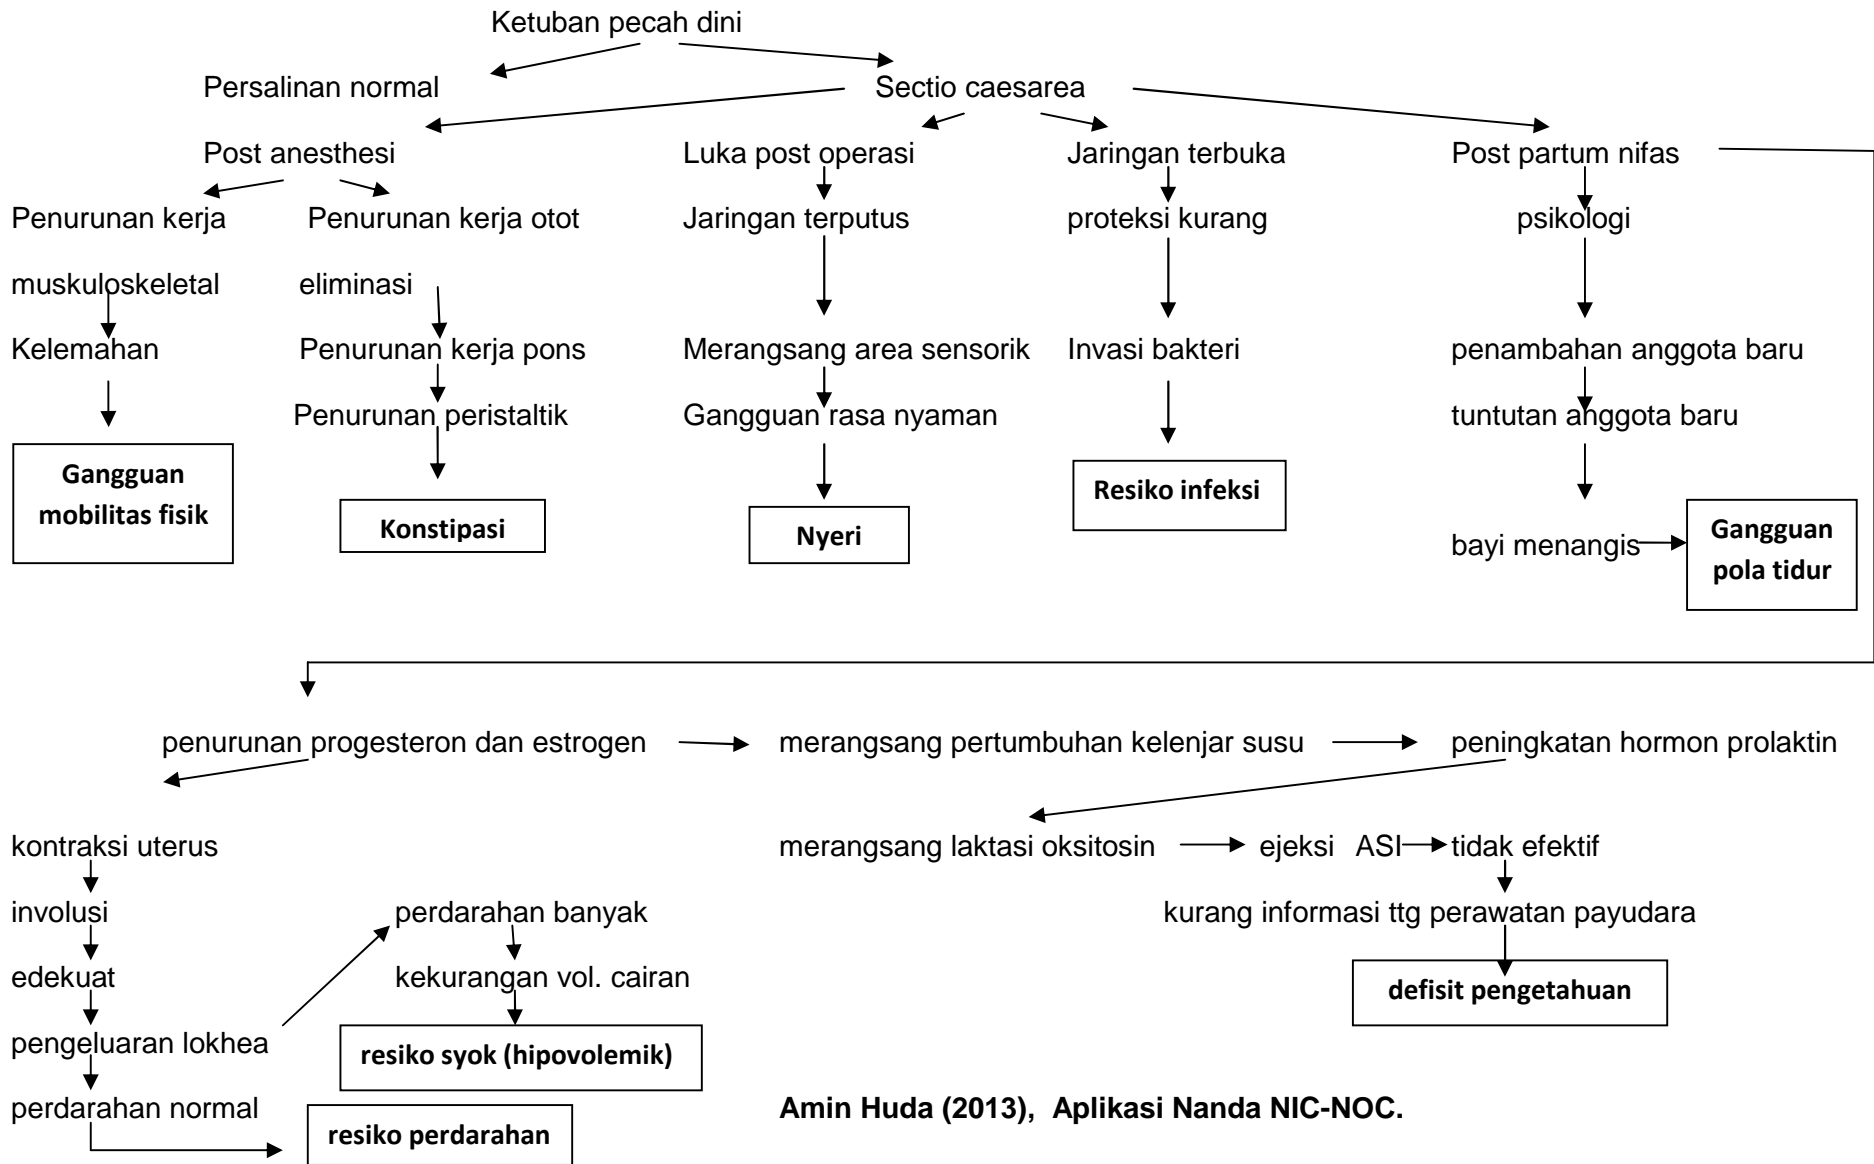 Ketuban pecah dini
Persalinan normal
Sectio caesarea
Post anesthesi
Luka post operasi
Jaringan terbuka
Post partum nifas
Penurunan kerja
Penurunan kerja otot
Jaringan terputus
proteksi kurang
psikologi
muskuloskeletal
eliminasi
Kelemahan
Penurunan kerja pons
Merangsang area sensorik
Invasi bakteri
penambahan anggota baru
Penurunan peristaltik
Gangguan rasa nyaman
tuntutan anggota baru
Gangguan
mobilitas fisik
Konstipasi
Nyeri
Resiko infeksi
bayi menangis
Gangguan
pola tidur
penurunan progesteron dan estrogen
merangsang pertumbuhan kelenjar susu
peningkatan hormon prolaktin
kontraksi uterus
merangsang laktasi oksitosin
ejeksi ASI
tidak efektif
involusi
perdarahan banyak
kurang informasi ttg perawatan payudara
edekuat
kekurangan vol. cairan
defisit pengetahuan
pengeluaran lokhea
resiko syok (hipovolemik)
perdarahan normal
resiko perdarahan
Amin Huda (2013), Aplikasi Nanda NIC-NOC.